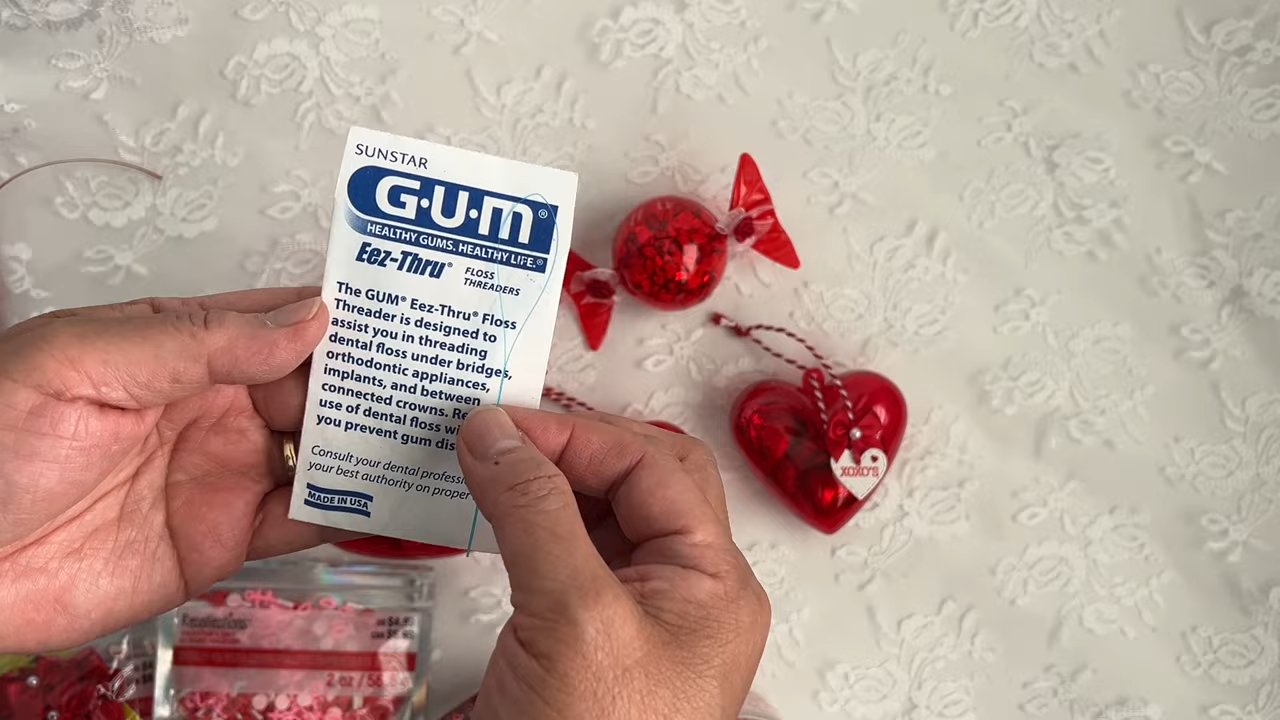 SUNSTAR
G·U·M®
HEALTHY GUMS. HEALTHY LIFE.®
Eez-Thru®
FLOSS
THREADERS
The GUM® Eez-Thru® Floss
Threader is designed to
assist you in threading
dental floss under bridges,
orthodontic appliances,
implants, and between
connected crowns. Re
use of dental floss wi
you prevent gum dis
Consult your dental professi
your best authority on proper
MADE IN USA
XOXO'S
Recollections
2 oz / 56